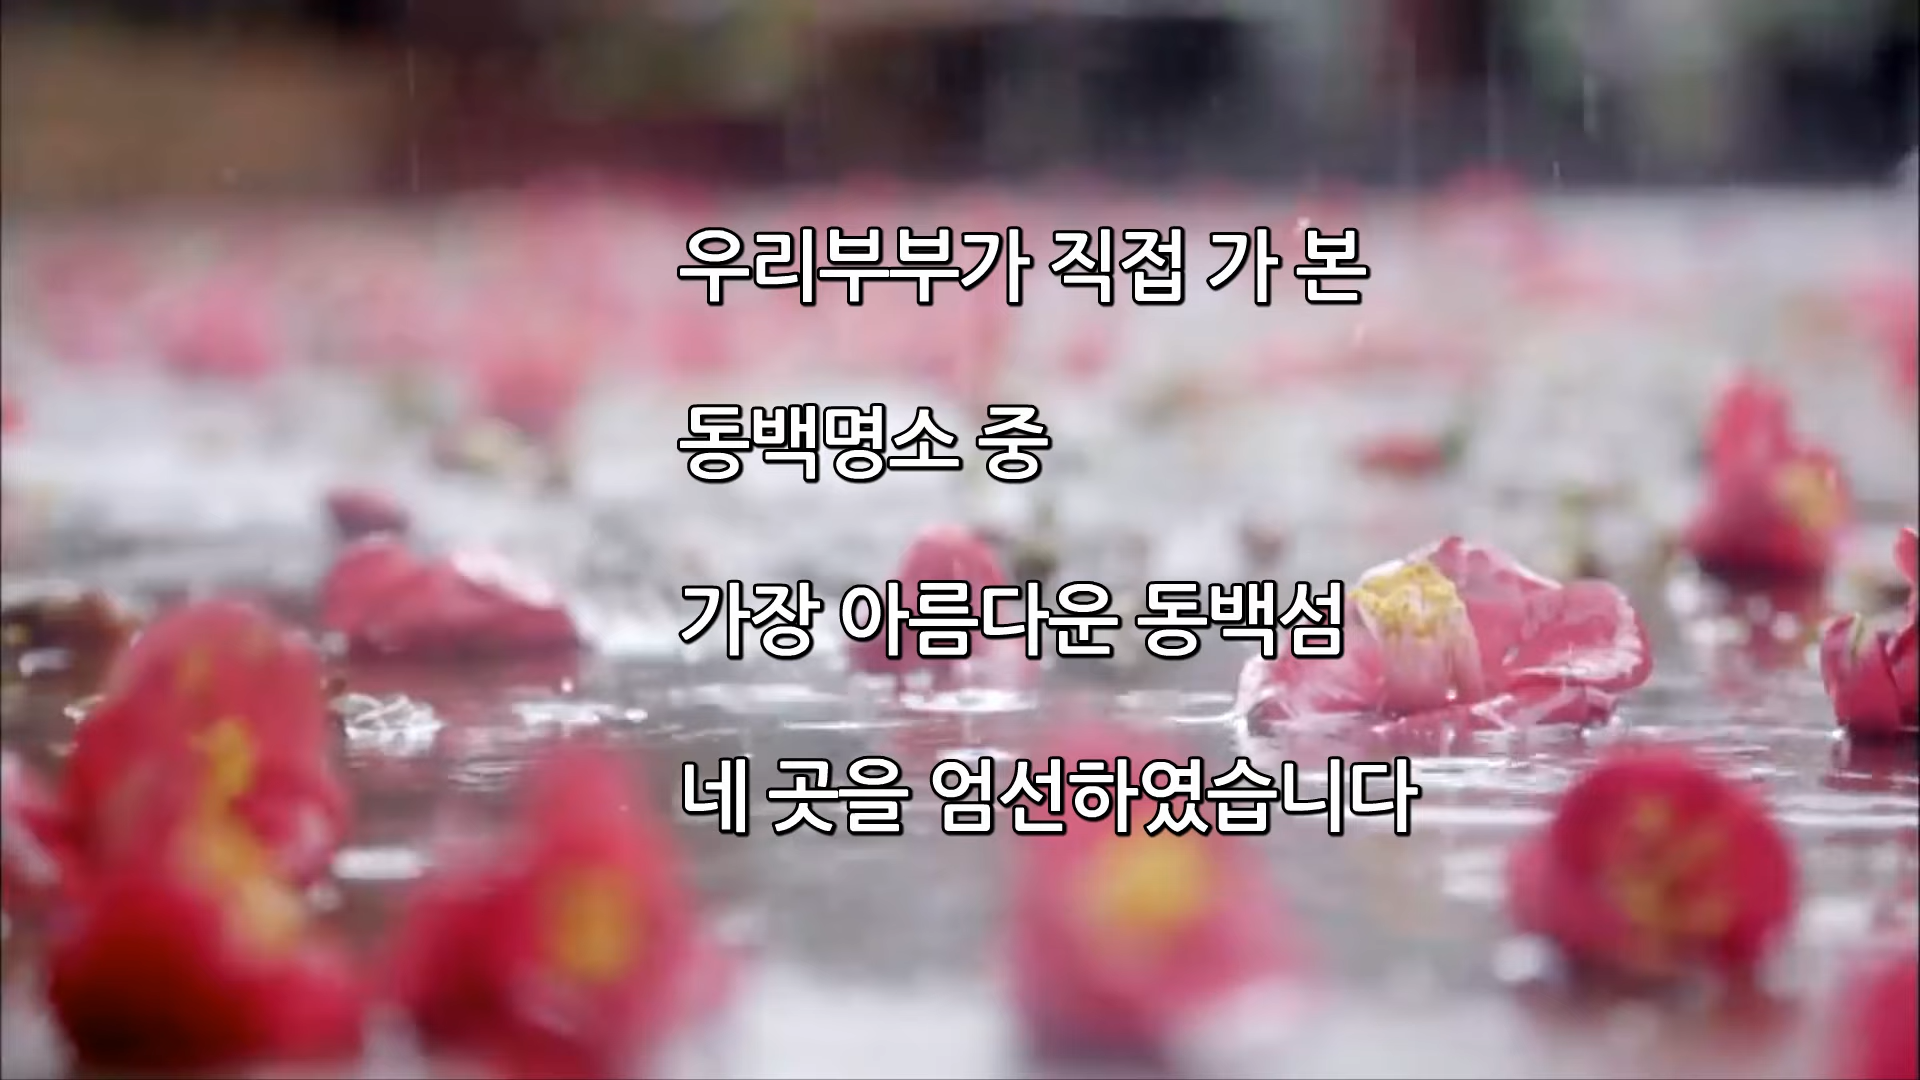 우리부부가 직접 가 본
동백명소 중
가장 아름다운 동백섬
네 곳을 엄선하였습니다